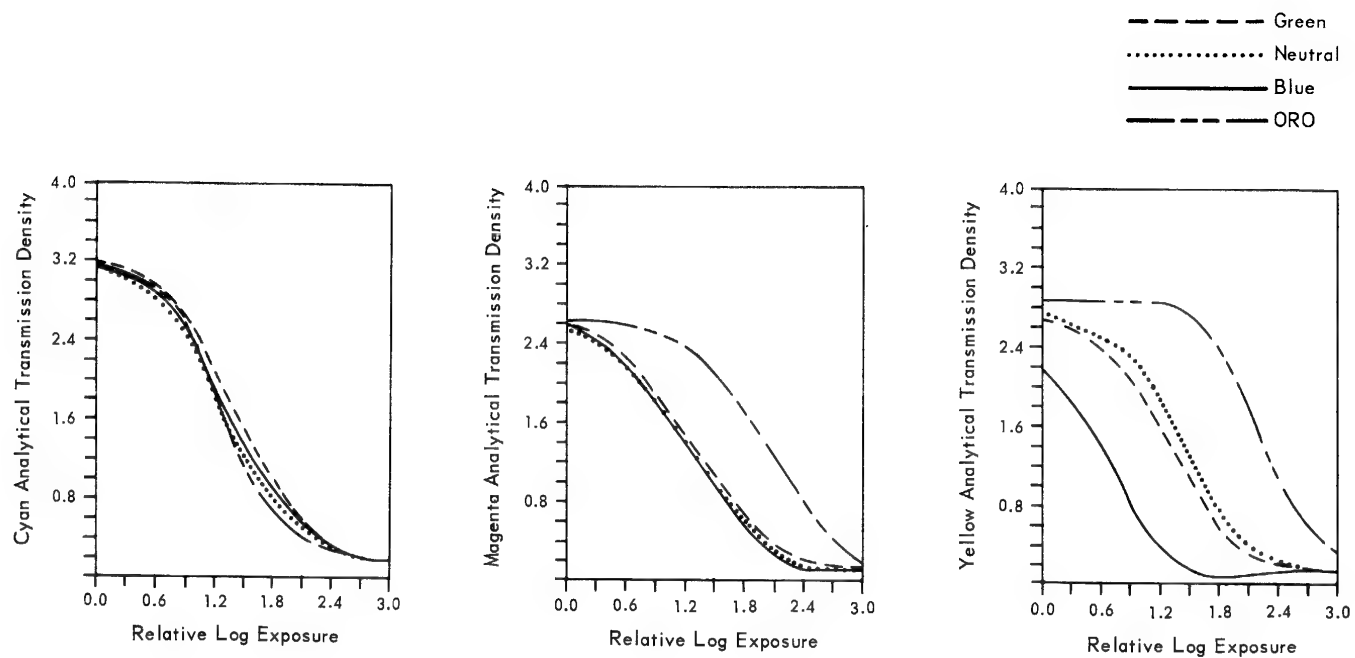 Green
Neutral
Blue
ORO
Cyan Analytical Transmission Density
4.0
3.2
2.4
1.6
0.8
0.0 0.6 1.2 1.8 2.4 3.0
Relative Log Exposure
Magenta Analytical Transmission Density
4.0
3.2
2.4
1.6
0.8
0.0 0.6 1.2 1.8 2.4 3.0
Relative Log Exposure
Yellow Analytical Transmission Density
4.0
3.2
2.4
1.6
0.8
0.0 0.6 1.2 1.8 2.4 3.0
Relative Log Exposure